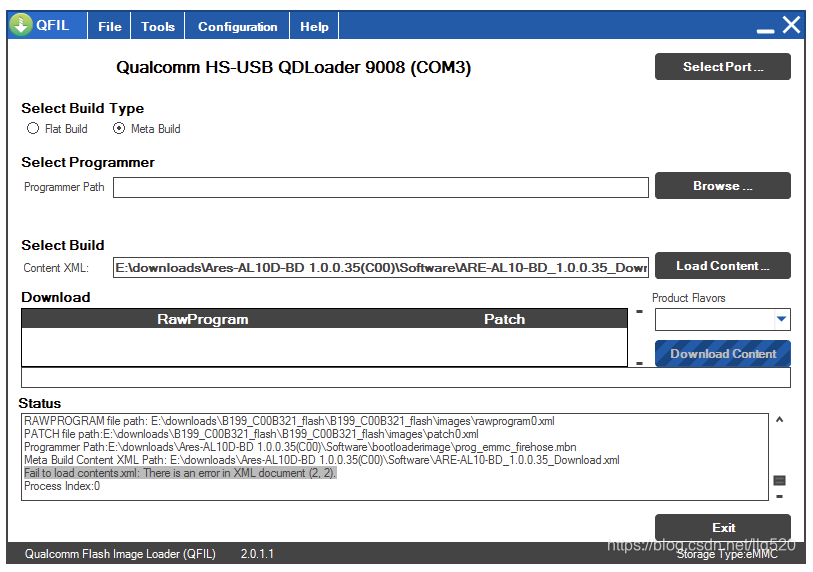 QFIL File Tools Configuration Help
Qualcomm HS-USB QDLoader 9008 (COM3)
Select Port ...
Select Build Type
Flat Build Meta Build
Select Programmer
Programmer Path
Browse ...
Select Build
Content XML: E:\downloads\Ares-AL10D-BD 1.0.0.35(C00)\Software\ARE-AL10-BD_1.0.0.35_Dowr
Load Content ...
Download
Product Flavors
RawProgram Patch
Download Content
Status
RAWPROGRAM file path: E:\downloads\B199_C00B321_flash\B199_C00B321_flash\images\rawprogram0.xml
PATCH file path:E:\downloads\B199_C00B321_flash\B199_C00B321_flash\images\patch0.xml
Programmer Path:E:\downloads\Ares-AL10D-BD 1.0.0.35(C00)\Software\bootloaderimage\prog_emmc_firehose.mbn
Meta Build Content XML Path: E:\downloads\Ares-AL10D-BD 1.0.0.35(C00)\Software\ARE-AL10-BD_1.0.0.35_Download.xml
Fail to load contents.xml: There is an error in XML document (2, 2).
Process Index:0
Exit
https://blog.csdn.net/llg520
Qualcomm Flash Image Loader (QFIL) 2.0.1.1 Storage Type:eMMC